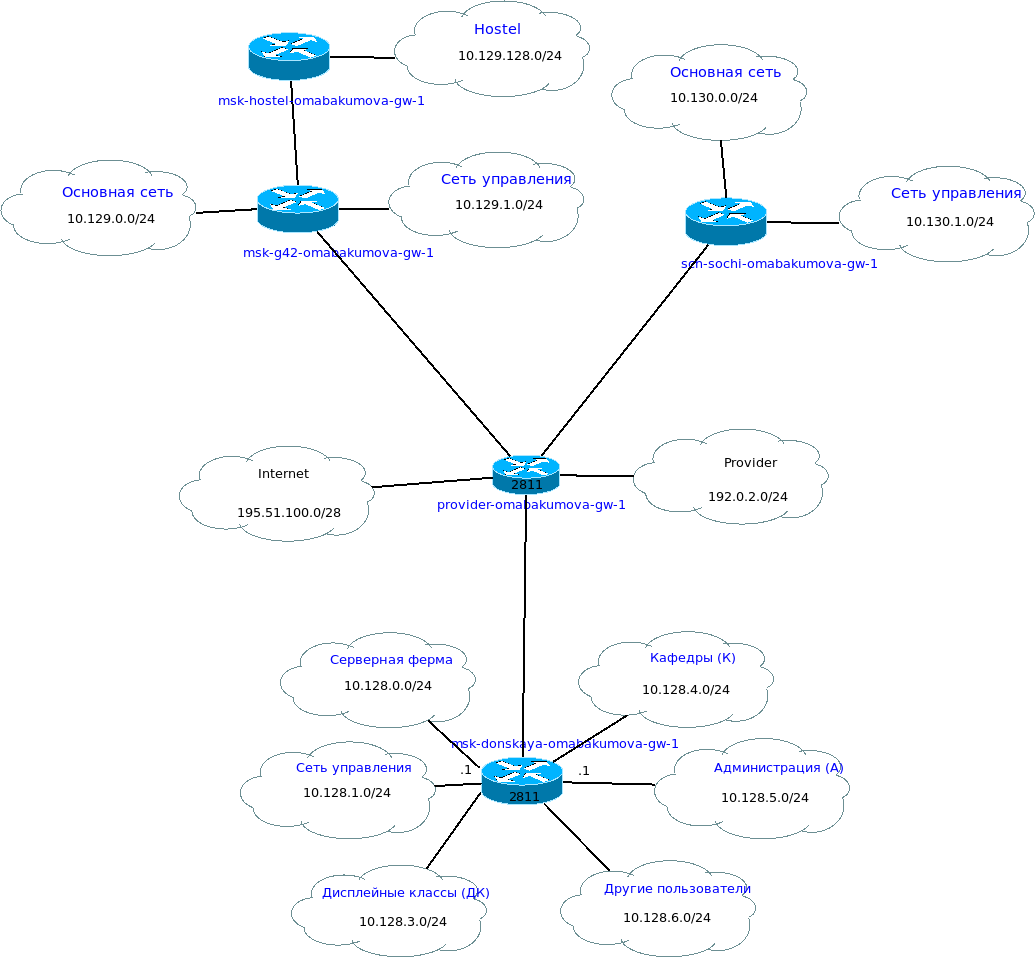 Hostel
10.129.128.0/24
msk-hostel-omabakumova-gw-1
Основная сеть
10.130.0.0/24
Основная сеть
10.129.0.0/24
Сеть управления
10.129.1.0/24
msk-g42-omabakumova-gw-1
Сеть управления
10.130.1.0/24
sch-sochi-omabakumova-gw-1
Internet
195.51.100.0/28
2811
provider-omabakumova-gw-1
Provider
192.0.2.0/24
Серверная ферма
10.128.0.0/24
Кафедры (К)
10.128.4.0/24
msk-donskaya-omabakumova-gw-1
Сеть управления
10.128.1.0/24
.1
.1
2811
Администрация (А)
10.128.5.0/24
Дисплейные классы (ДК)
10.128.3.0/24
Другие пользователи
10.128.6.0/24